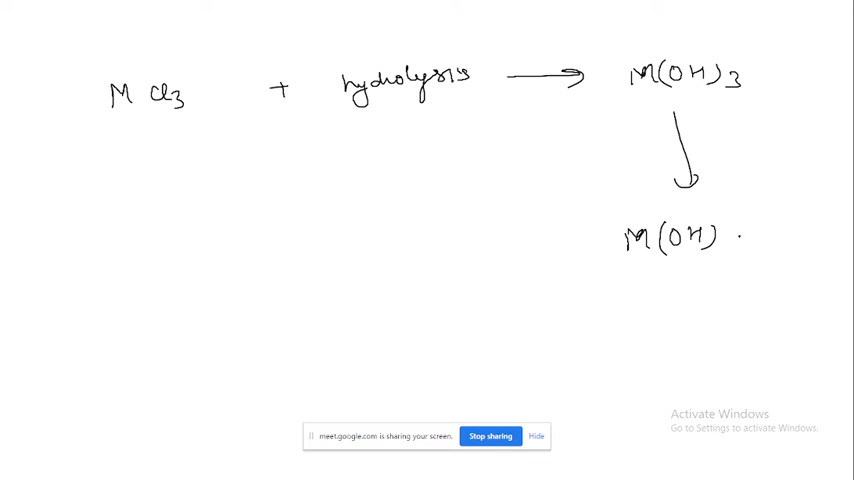 M Cl3 + hydrolysis → M(OH)3
M(OH)
Activate Windows
Go to Settings to activate Windows.
meet.google.com is sharing your screen. Stop sharing Hide